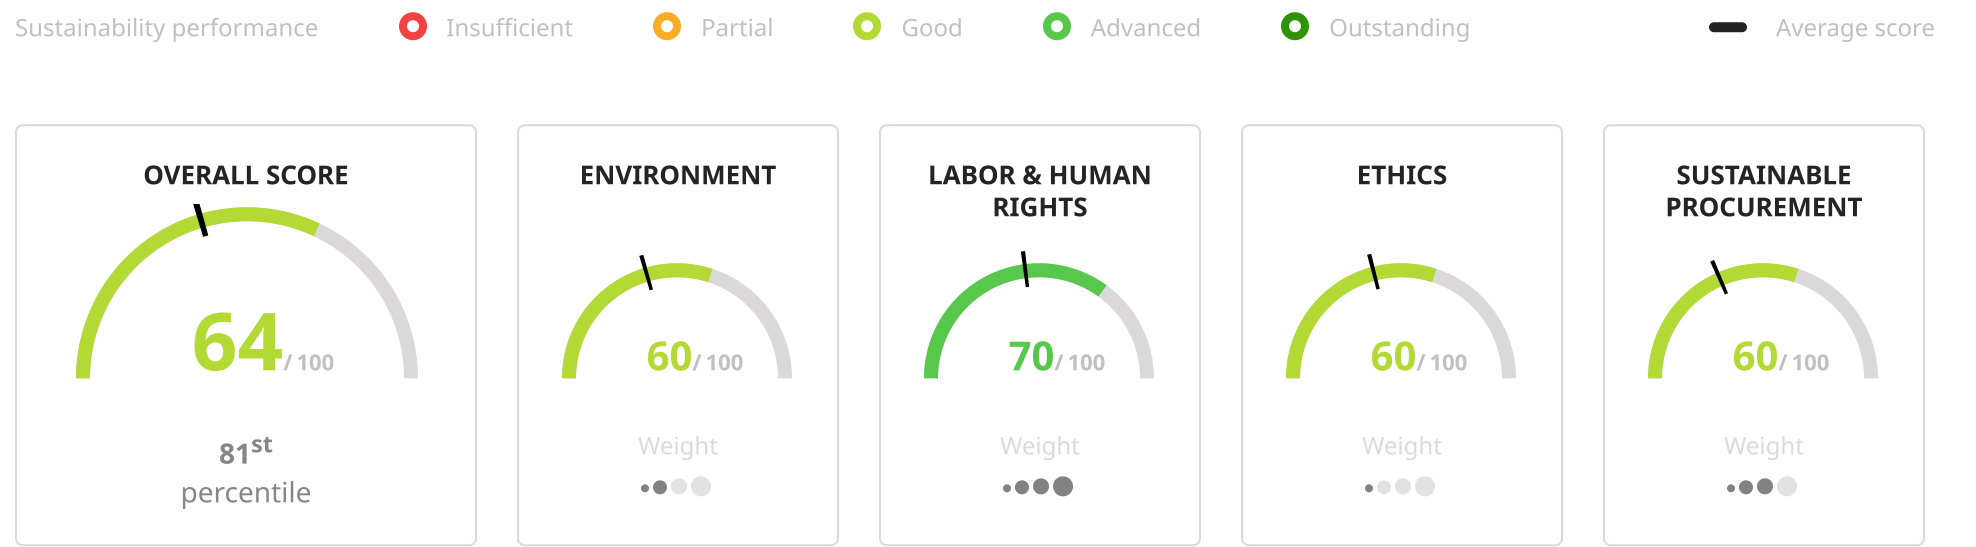 Sustainability performance Insufficient Partial Good Advanced Outstanding Average score
OVERALL SCORE
64 / 100
81st
percentile
ENVIRONMENT
60 / 100
Weight
LABOR & HUMAN
RIGHTS
70 / 100
Weight
ETHICS
60 / 100
Weight
SUSTAINABLE
PROCUREMENT
60 / 100
Weight